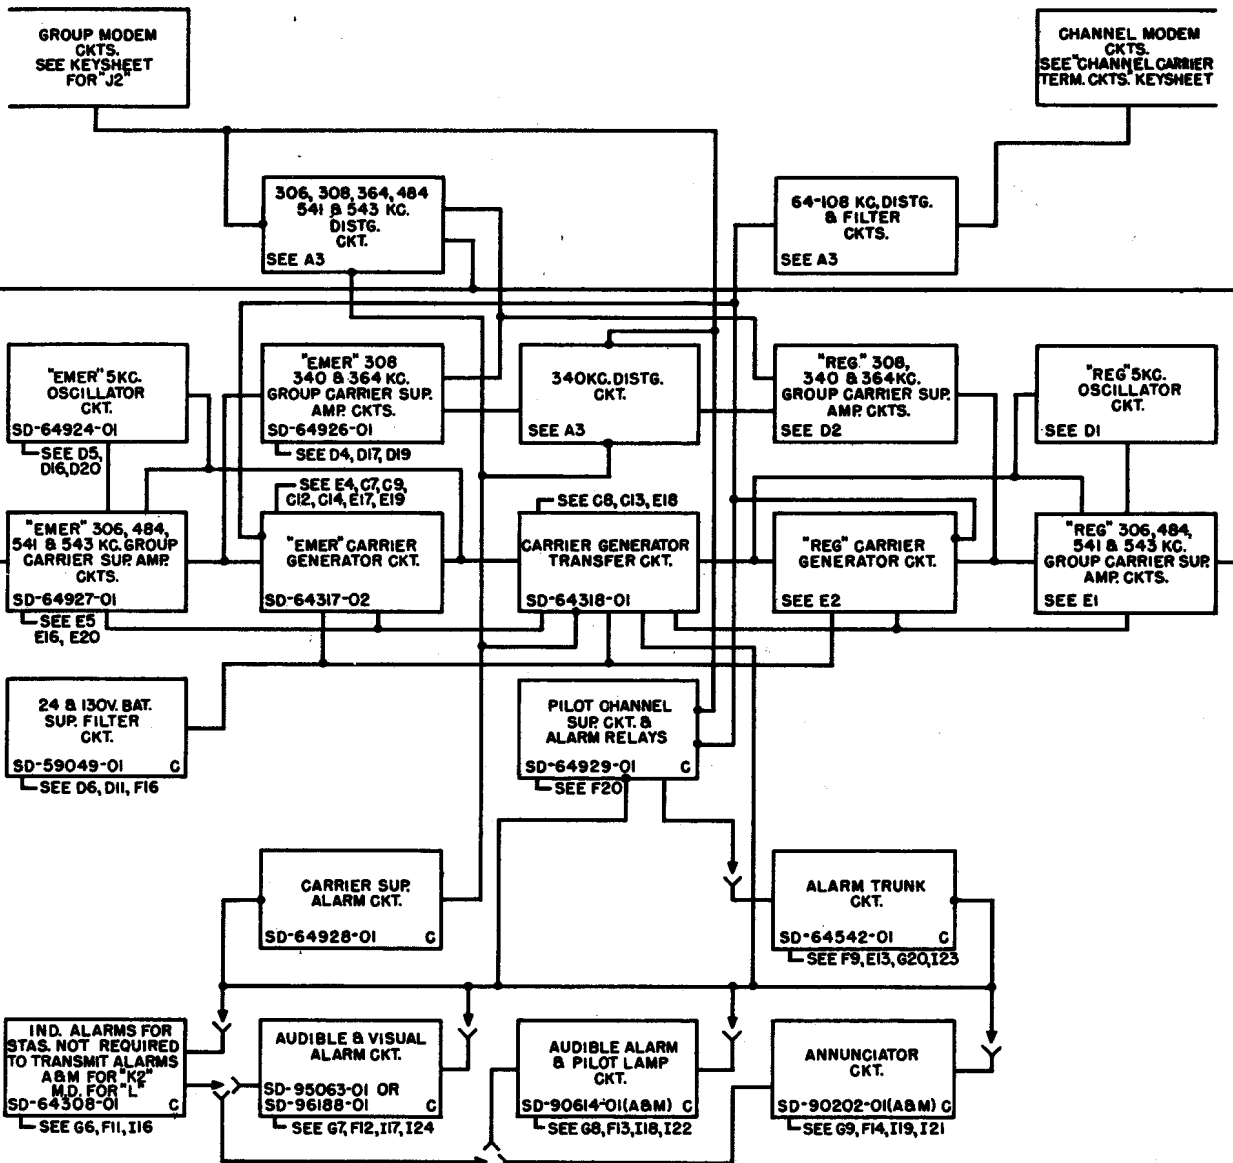 GROUP MODEM
CKTS.
SEE KEYSHEET
FOR "J2"
CHANNEL MODEM
CKTS.
SEE "CHANNEL CARRIER
TERM. CKTS." KEYSHEET
306, 308, 364, 484
541 & 543 KC.
DISTG.
CKT.
SEE A3
64-108 KC. DISTG.
& FILTER
CKTS.
SEE A3
"EMER" 5KC.
OSCILLATOR
CKT.
SD-64924-01
SEE D5,
D16, D20
"EMER" 308
340 & 364 KC.
GROUP CARRIER SUP.
AMP. CKTS.
SD-64926-01
SEE D4, D17, D19
340KC. DISTG.
CKT.
SEE A3
"REG." 308,
340 & 364KC.
GROUP CARRIER SUP.
AMP. CKTS.
SEE D2
"REG" 5KC.
OSCILLATOR
CKT.
SEE D1
"EMER" 306, 484,
541 & 543 KC. GROUP
CARRIER SUP. AMP.
CKTS.
SD-64927-01
SEE E5
E16, E20
SEE E4, C7, C9,
C12, C14, E17, E19
"EMER" CARRIER
GENERATOR CKT.
SD-64317-02
SEE C8, C13, E18
CARRIER GENERATOR
TRANSFER CKT.
SD-64318-01
"REG" CARRIER
GENERATOR CKT.
SEE E2
"REG" 306, 484,
541 & 543 KC.
GROUP CARRIER SUP.
AMP. CKTS.
SEE E1
24 & 130V. BAT.
SUP. FILTER
CKT.
SD-59049-01 C
SEE D6, D11, F16
PILOT CHANNEL
SUP. CKT. &
ALARM RELAYS
SD-64929-01 C
SEE F20
CARRIER SUP.
ALARM CKT.
SD-64928-01 C
ALARM TRUNK
CKT.
SD-64542-01 C
SEE F9, E13, G20, I23
IND. ALARMS FOR
STAS. NOT REQUIRED
TO TRANSMIT ALARMS
A&M FOR "K2"
M.D. FOR "L"
SD-64308-01 C
SEE G6, F11, I16
AUDIBLE & VISUAL
ALARM CKT.
SD-95063-01 OR
SD-96188-01 C
SEE G7, F12, I17, I24
AUDIBLE ALARM
& PILOT LAMP
CKT.
SD-90614-01(A&M) C
SEE G8, F13, I18, I22
ANNUNCIATOR
CKT.
SD-90202-01(A&M) C
SEE G9, F14, I19, I21